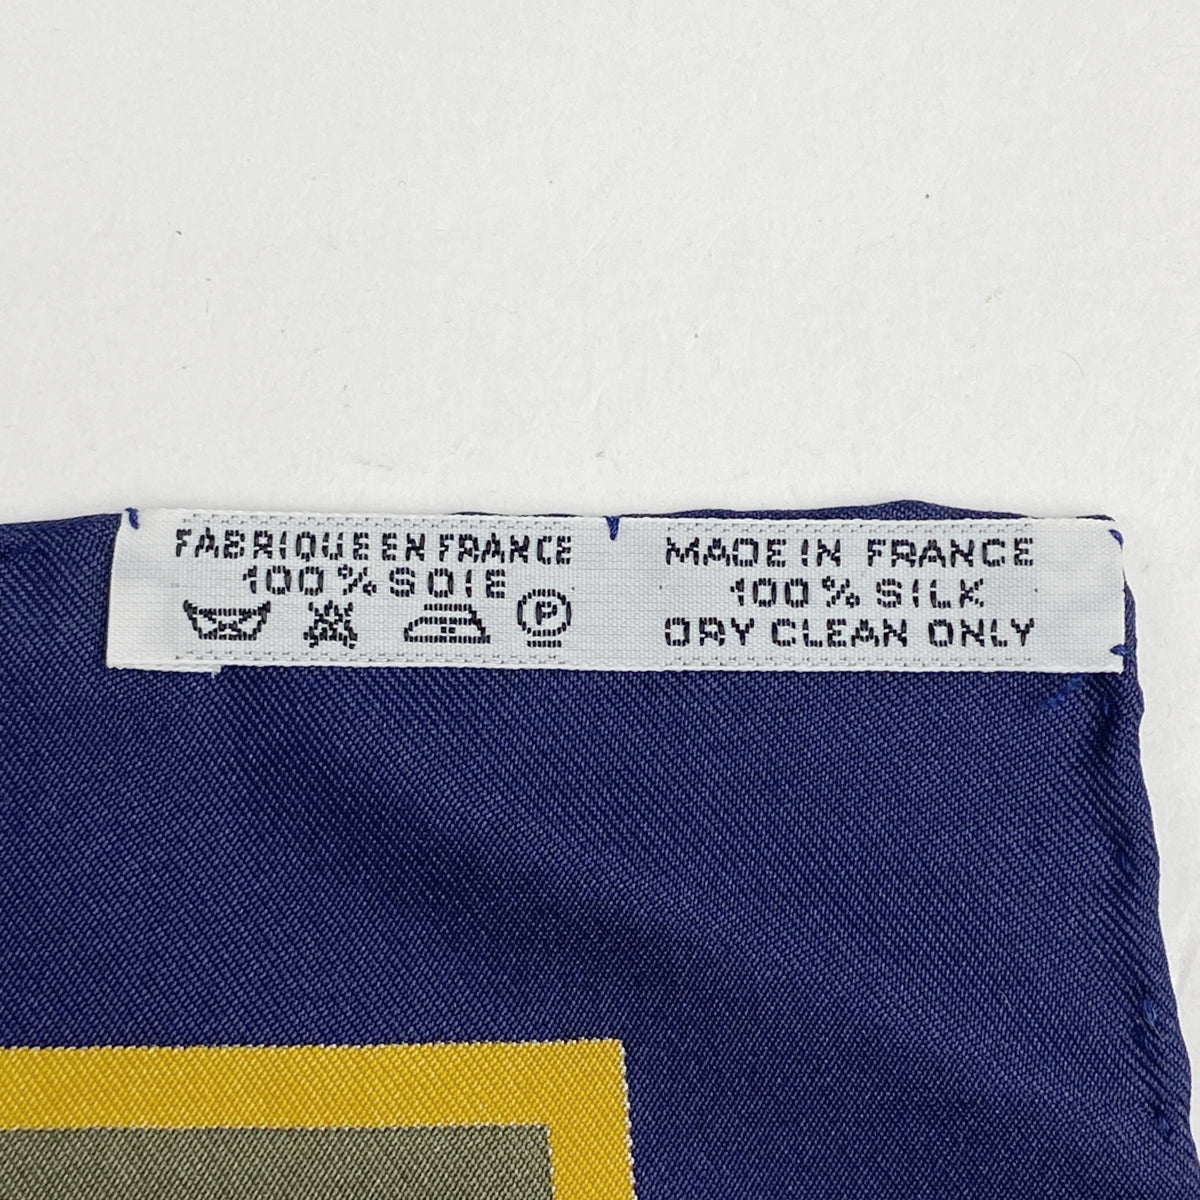 FABRIQUE EN FRANCE
100% SOIE
P
MADE IN FRANCE
100% SILK
DRY CLEAN ONLY